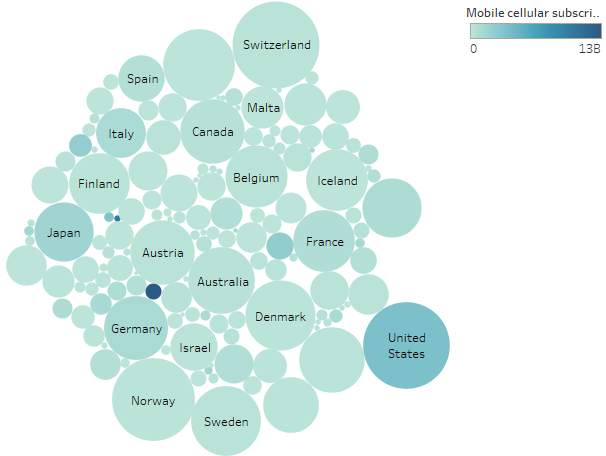 Mobile cellular subscri..
0
13B
Switzerland
Spain
Malta
Italy
Canada
Finland
Belgium
Iceland
Japan
France
Austria
Australia
Denmark
Germany
Israel
United
States
Norway
Sweden